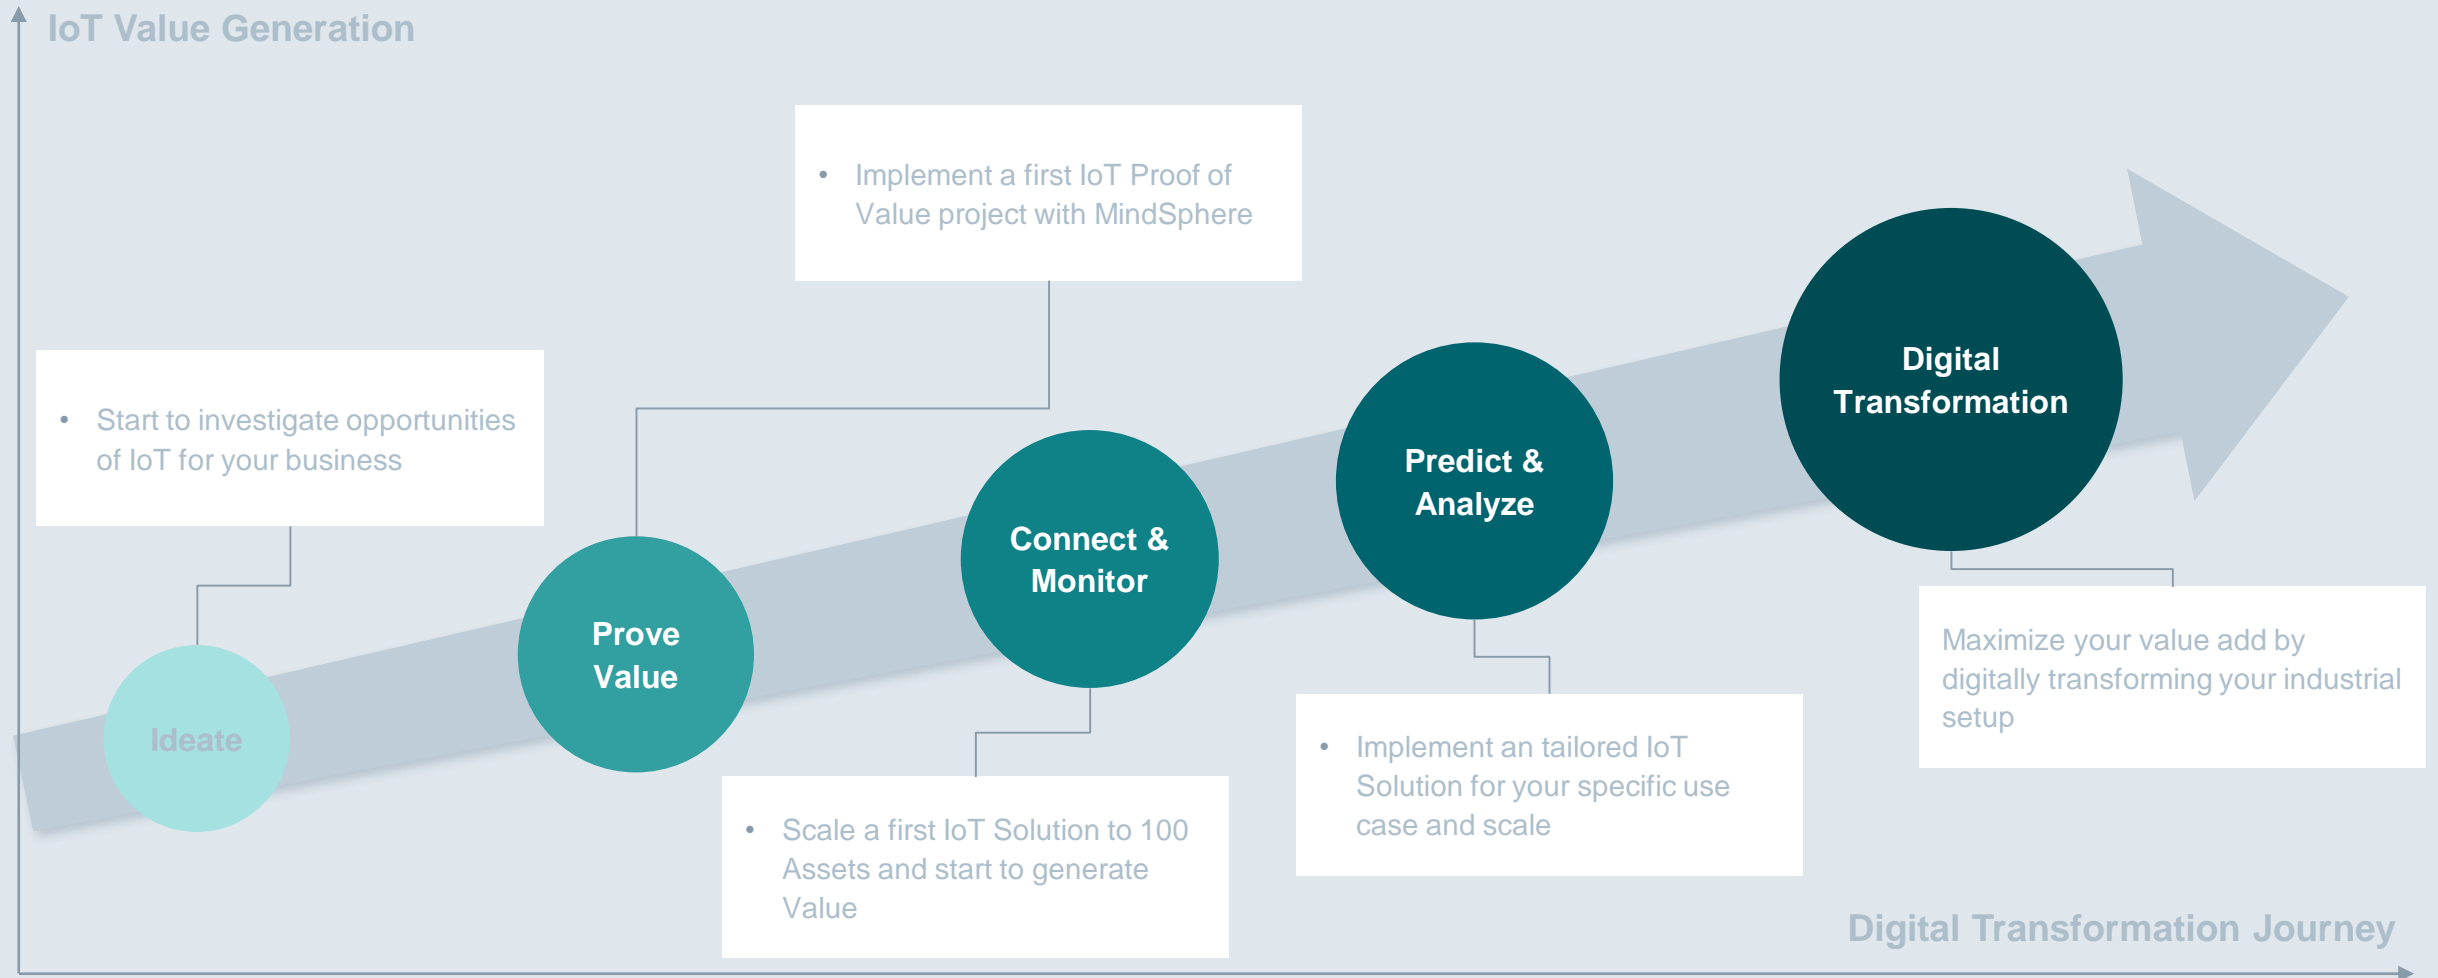 IoT Value Generation
• Implement a first IoT Proof of
Value project with MindSphere
• Start to investigate opportunities
of IoT for your business
Ideate
Prove
Value
Connect &
Monitor
Predict &
Analyze
Digital
Transformation
• Scale a first IoT Solution to 100
Assets and start to generate
Value
• Implement an tailored IoT
Solution for your specific use
case and scale
Maximize your value add by
digitally transforming your industrial
setup
Digital Transformation Journey